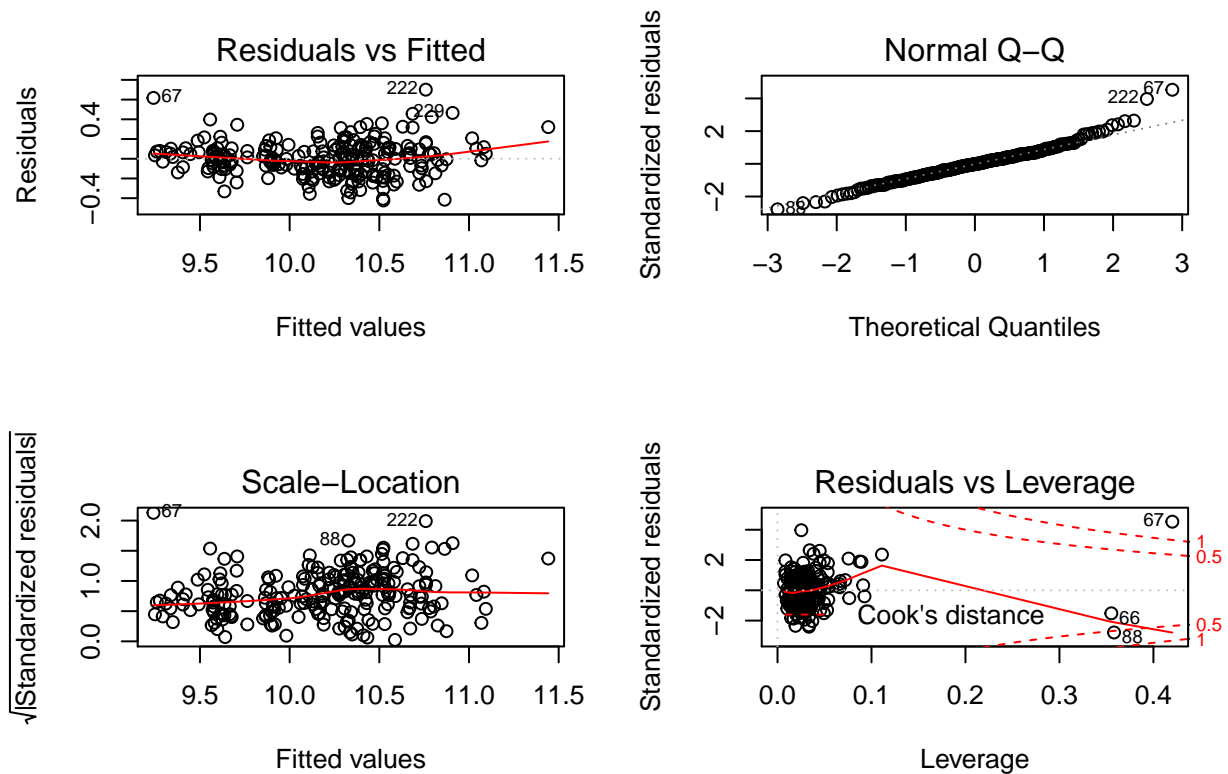 Residuals vs Fitted
Residuals
−0.4 0.4
67
222
229
9.5 10.0 10.5 11.0 11.5
Fitted values
Normal Q−Q
Standardized residuals
−2 2
67
222
88
−3 −2 −1 0 1 2 3
Theoretical Quantiles
Scale−Location
√|Standardized residuals|
0.0 1.0 2.0
67
222
88
9.5 10.0 10.5 11.0 11.5
Fitted values
Residuals vs Leverage
Standardized residuals
−2 2
67
1
0.5
Cook's distance
66
0.5
88
1
0.0 0.1 0.2 0.3 0.4
Leverage